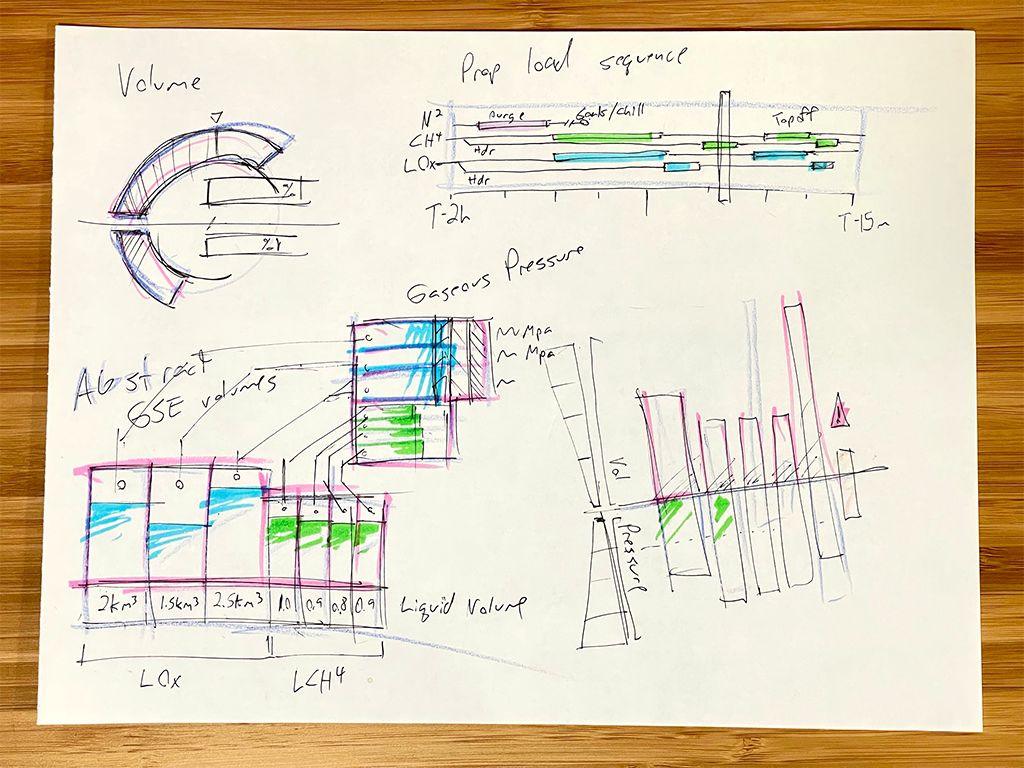 Volume
%
%
Prop load sequence
N²
Purge
CH⁴
Hdr
Topoff
LOx
Hdr
T-2h
T-15m
Gaseous Pressure
Mpa
Mpa
Abstract
GSE volumes
Vol
Pressure
2km³
1.5km³
2.5km³
1.0
0.9
0.8
0.9
Liquid Volume
LOx
LCH⁴